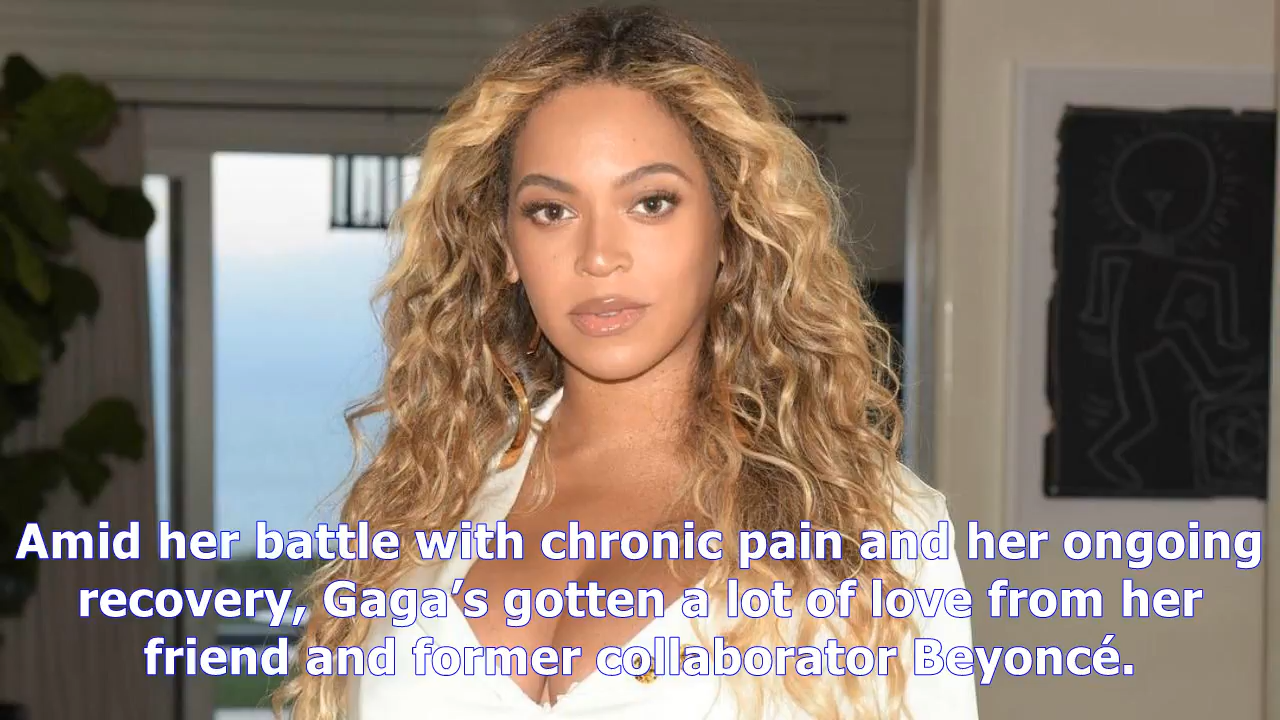 Amid her battle with chronic pain and her ongoing
recovery, Gaga’s gotten a lot of love from her
friend and former collaborator Beyoncé.